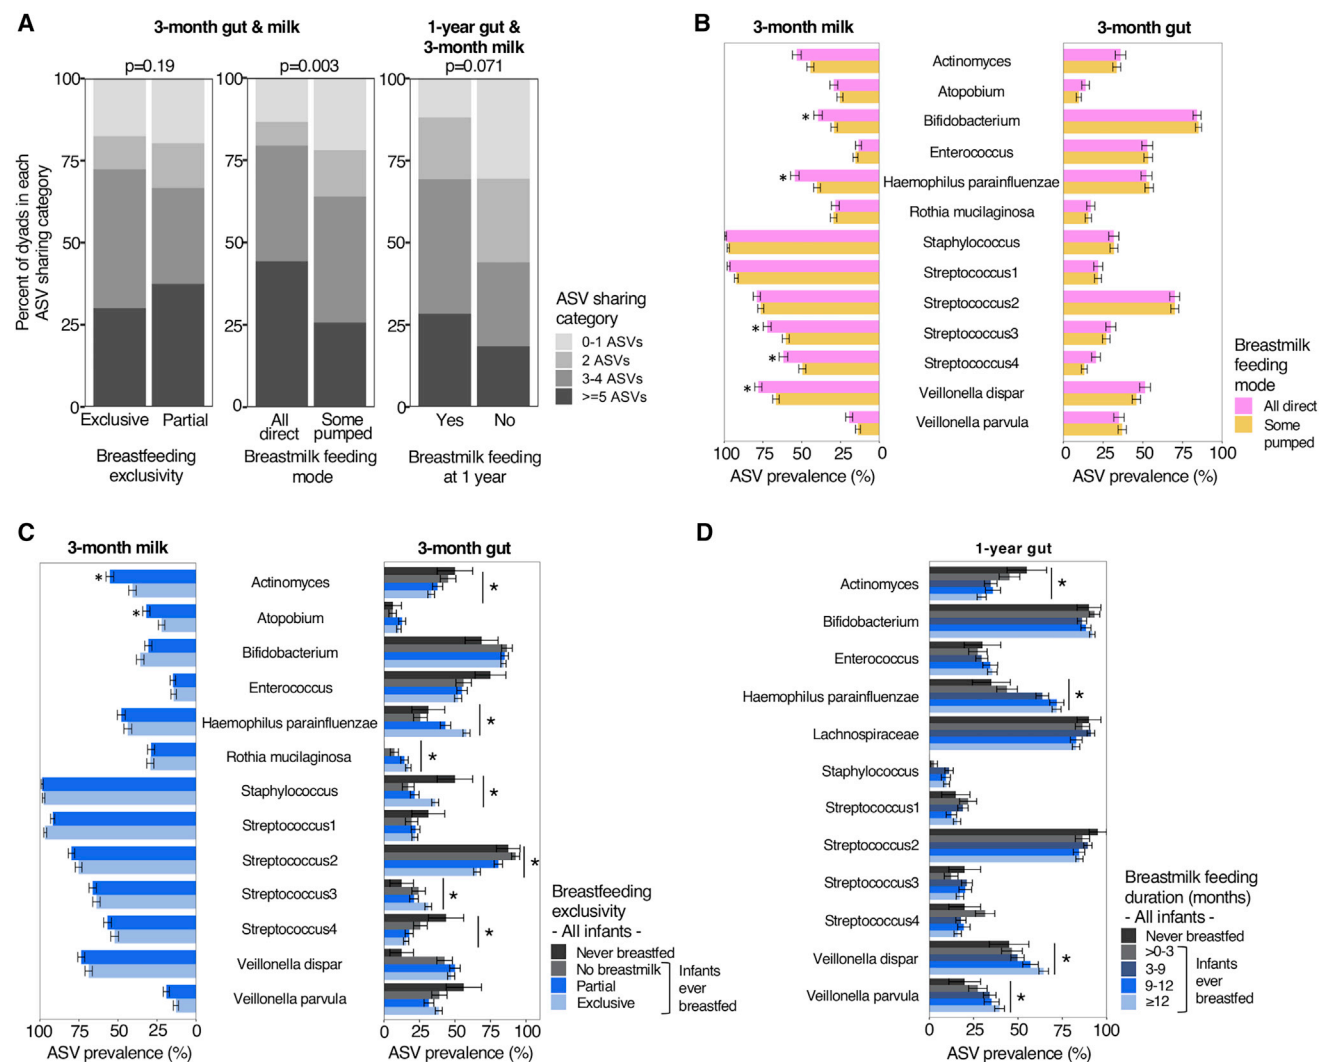 A
3-month gut & milk
1-year gut &
3-month milk
p=0.19
p=0.003
p=0.071
Percent of dyads in each
ASV sharing category
100
75
50
25
0
100
75
50
25
0
100
75
50
25
0
Exclusive
Partial
All
direct
Some
pumped
Yes
No
Breastfeeding
exclusivity
Breastmilk feeding
mode
Breastmilk feeding
at 1 year
ASV sharing
category
0-1 ASVs
2 ASVs
3-4 ASVs
>=5 ASVs
B
3-month milk
3-month gut
Actinomyces
Atopobium
* Bifidobacterium
Enterococcus
* Haemophilus parainfluenzae
Rothia mucilaginosa
Staphylococcus
Streptococcus1
Streptococcus2
* Streptococcus3
* Streptococcus4
* Veillonella dispar
Veillonella parvula
100 75 50 25 0
0 25 50 75 100
ASV prevalence (%)
ASV prevalence (%)
Breastmilk
feeding
mode
All direct
Some
pumped
C
3-month milk
3-month gut
* Actinomyces *
* Atopobium
Bifidobacterium
Enterococcus
Haemophilus parainfluenzae *
Rothia mucilaginosa *
Staphylococcus *
Streptococcus1
Streptococcus2 *
Streptococcus3 *
Streptococcus4 *
Veillonella dispar
Veillonella parvula
100 75 50 25 0
0 25 50 75 100
ASV prevalence (%)
ASV prevalence (%)
Breastfeeding
exclusivity
- All infants -
Never breastfed
No breastmilk
Partial
Exclusive
Infants
ever
breastfed
D
1-year gut
Actinomyces *
Bifidobacterium
Enterococcus
Haemophilus parainfluenzae *
Lachnospiraceae
Staphylococcus
Streptococcus1
Streptococcus2
Streptococcus3
Streptococcus4
Veillonella dispar *
Veillonella parvula *
0 25 50 75 100
ASV prevalence (%)
Breastmilk feeding
duration (months)
- All infants -
Never breastfed
>0-3
3-9
9-12
≥12
Infants
ever
breastfed